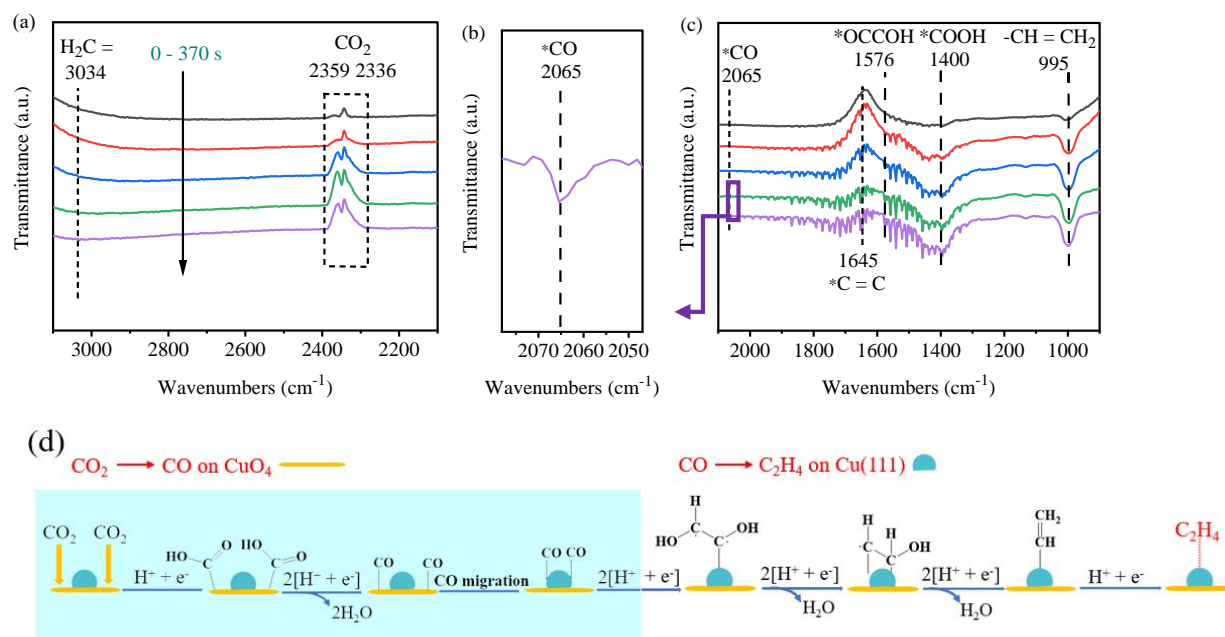 (a)
H₂C =
3034
0 - 370 s
CO₂
2359 2336
Transmittance (a.u.)
3000 2800 2600 2400 2200
Wavenumbers (cm⁻¹)
(b)
*CO
2065
Transmittance (a.u.)
2070 2060 2050
Wavenumbers (cm⁻¹)
(c)
*CO
2065
*OCCOH
1576
*COOH
1400
-CH = CH₂
995
1645
*C = C
Transmittance (a.u.)
2000 1800 1600 1400 1200 1000
Wavenumbers (cm⁻¹)
(d)
CO₂ → CO on CuO₄
CO → C₂H₄ on Cu(111)
CO₂ CO₂
H⁺ + e⁻
HO O HO O
2[H⁺ + e⁻]
2H₂O
CO CO
CO migration
CO CO
2[H⁺ + e⁻]
H
HO C C OH
2[H⁺ + e⁻]
H₂O
H H
C C OH
2[H⁺ + e⁻]
H₂O
CH₂
CH
H⁺ + e⁻
C₂H₄